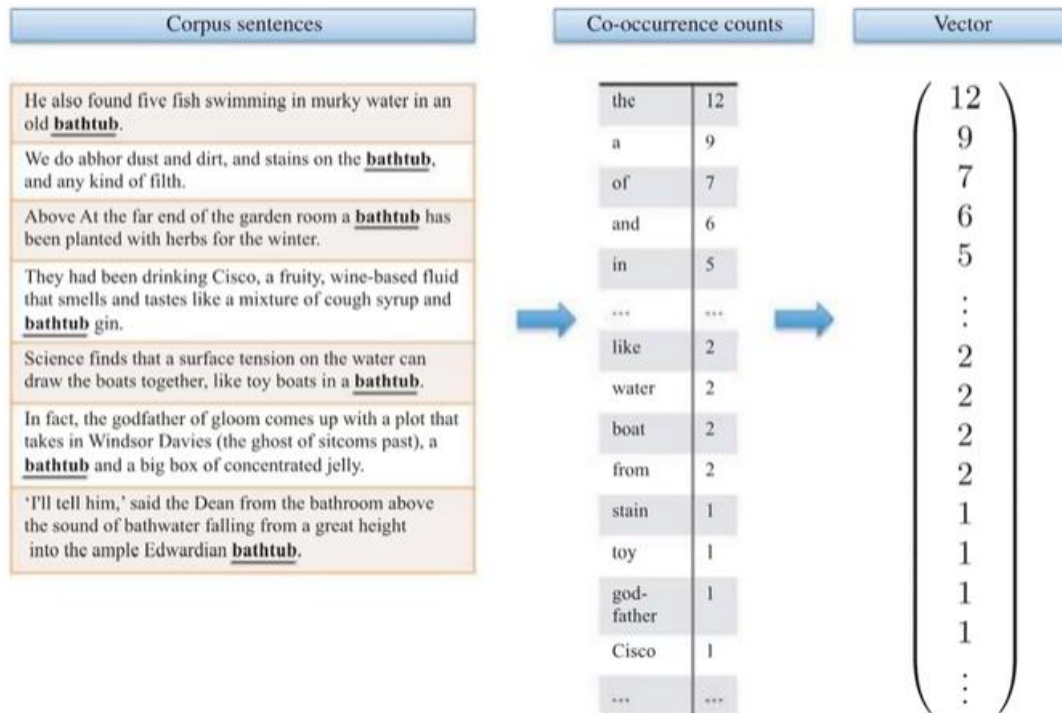 Corpus sentences
He also found five fish swimming in murky water in an
old bathtub.
We do abhor dust and dirt, and stains on the bathtub,
and any kind of filth.
Above At the far end of the garden room a bathtub has
been planted with herbs for the winter.
They had been drinking Cisco, a fruity, wine-based fluid
that smells and tastes like a mixture of cough syrup and
bathtub gin.
Science finds that a surface tension on the water can
draw the boats together, like toy boats in a bathtub.
In fact, the godfather of gloom comes up with a plot that
takes in Windsor Davies (the ghost of sitcoms past), a
bathtub and a big box of concentrated jelly.
‘I'll tell him,’ said the Dean from the bathroom above
the sound of bathwater falling from a great height
into the ample Edwardian bathtub.
Co-occurrence counts
the 12
a 9
of 7
and 6
in 5
... ...
like 2
water 2
boat 2
from 2
stain 1
toy 1
god-
father 1
Cisco 1
... ...
Vector
12
9
7
6
5
⋮
2
2
2
2
1
1
1
1
⋮